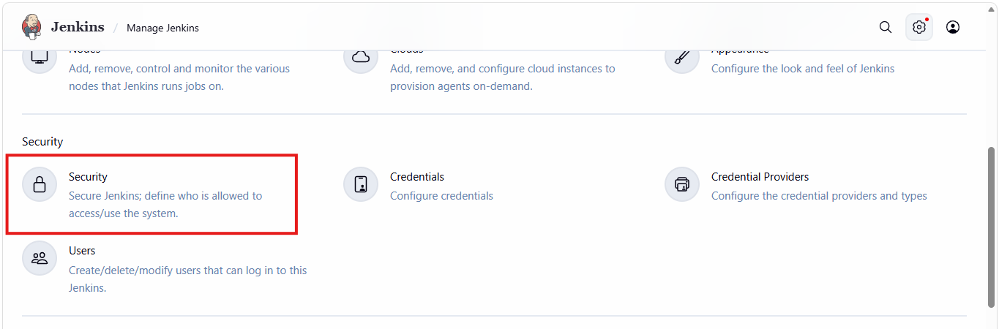 Jenkins / Manage Jenkins
Nodes
Clouds
Appearance
Add, remove, control and monitor the various
nodes that Jenkins runs jobs on.
Add, remove, and configure cloud instances to
provision agents on-demand.
Configure the look and feel of Jenkins
Security
Security
Secure Jenkins; define who is allowed to
access/use the system.
Credentials
Configure credentials
Credential Providers
Configure the credential providers and types
Users
Create/delete/modify users that can log in to this
Jenkins.